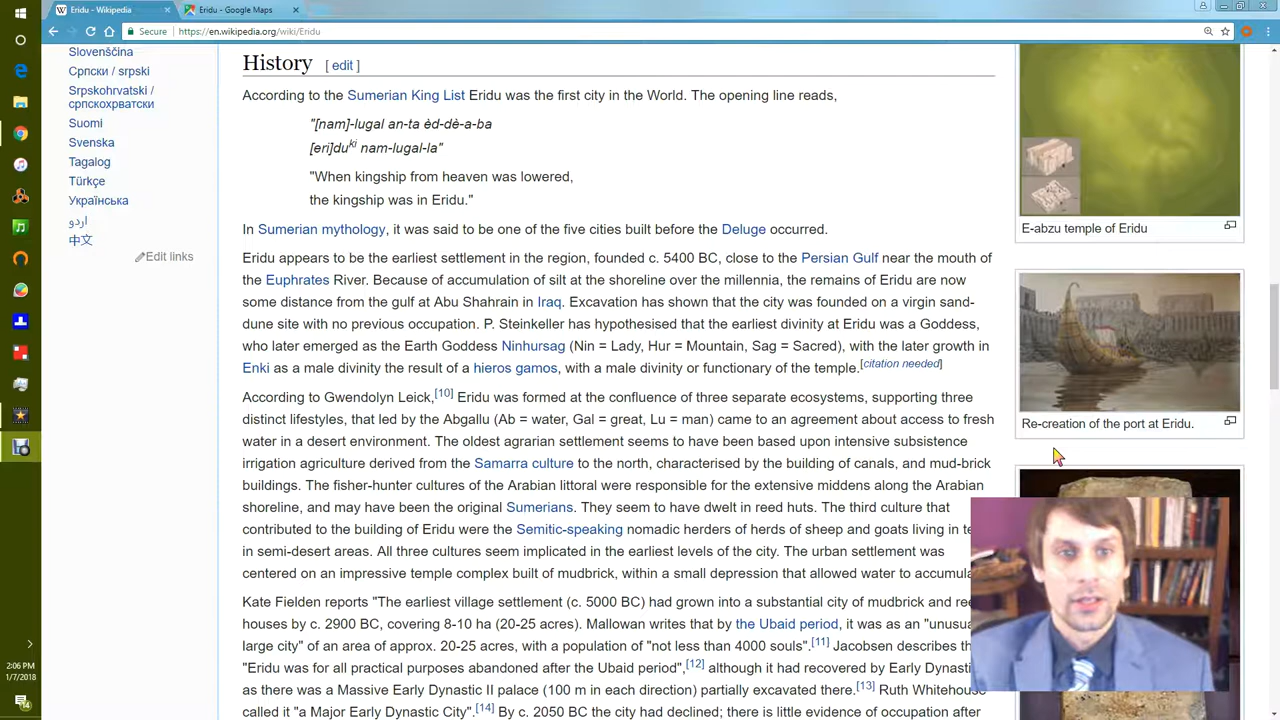 Eridu - Wikipedia
Eridu - Google Maps
Secure
https://en.wikipedia.org/wiki/Eridu
Slovenščina
Српски / srpski
Srpskohrvatski /
српскохрватски
Suomi
Svenska
Tagalog
Türkçe
Українська
اردو
中文
Edit links
History [ edit ]
According to the Sumerian King List Eridu was the first city in the World. The opening line reads,
"[nam]-lugal an-ta èd-dè-a-ba
[eri]duki nam-lugal-la"
"When kingship from heaven was lowered,
the kingship was in Eridu."
In Sumerian mythology, it was said to be one of the five cities built before the Deluge occurred.
Eridu appears to be the earliest settlement in the region, founded c. 5400 BC, close to the Persian Gulf near the mouth of
the Euphrates River. Because of accumulation of silt at the shoreline over the millennia, the remains of Eridu are now
some distance from the gulf at Abu Shahrain in Iraq. Excavation has shown that the city was founded on a virgin sand-
dune site with no previous occupation. P. Steinkeller has hypothesised that the earliest divinity at Eridu was a Goddess,
who later emerged as the Earth Goddess Ninhursag (Nin = Lady, Hur = Mountain, Sag = Sacred), with the later growth in
Enki as a male divinity the result of a hieros gamos, with a male divinity or functionary of the temple.[citation needed]
According to Gwendolyn Leick,[10] Eridu was formed at the confluence of three separate ecosystems, supporting three
distinct lifestyles, that led by the Abgallu (Ab = water, Gal = great, Lu = man) came to an agreement about access to fresh
water in a desert environment. The oldest agrarian settlement seems to have been based upon intensive subsistence
irrigation agriculture derived from the Samarra culture to the north, characterised by the building of canals, and mud-brick
buildings. The fisher-hunter cultures of the Arabian littoral were responsible for the extensive middens along the Arabian
shoreline, and may have been the original Sumerians. They seem to have dwelt in reed huts. The third culture that
contributed to the building of Eridu were the Semitic-speaking nomadic herders of herds of sheep and goats living in te
in semi-desert areas. All three cultures seem implicated in the earliest levels of the city. The urban settlement was
centered on an impressive temple complex built of mudbrick, within a small depression that allowed water to accumula
Kate Fielden reports "The earliest village settlement (c. 5000 BC) had grown into a substantial city of mudbrick and ree
houses by c. 2900 BC, covering 8-10 ha (20-25 acres). Mallowan writes that by the Ubaid period, it was as an "unusua
large city" of an area of approx. 20-25 acres, with a population of "not less than 4000 souls".[11] Jacobsen describes th
"Eridu was for all practical purposes abandoned after the Ubaid period",[12] although it had recovered by Early Dynasti
as there was a Massive Early Dynastic II palace (100 m in each direction) partially excavated there.[13] Ruth Whitehous
called it "a Major Early Dynastic City".[14] By c. 2050 BC the city had declined; there is little evidence of occupation after
E-abzu temple of Eridu
Re-creation of the port at Eridu.
2:06 PM
1/7/2018
14